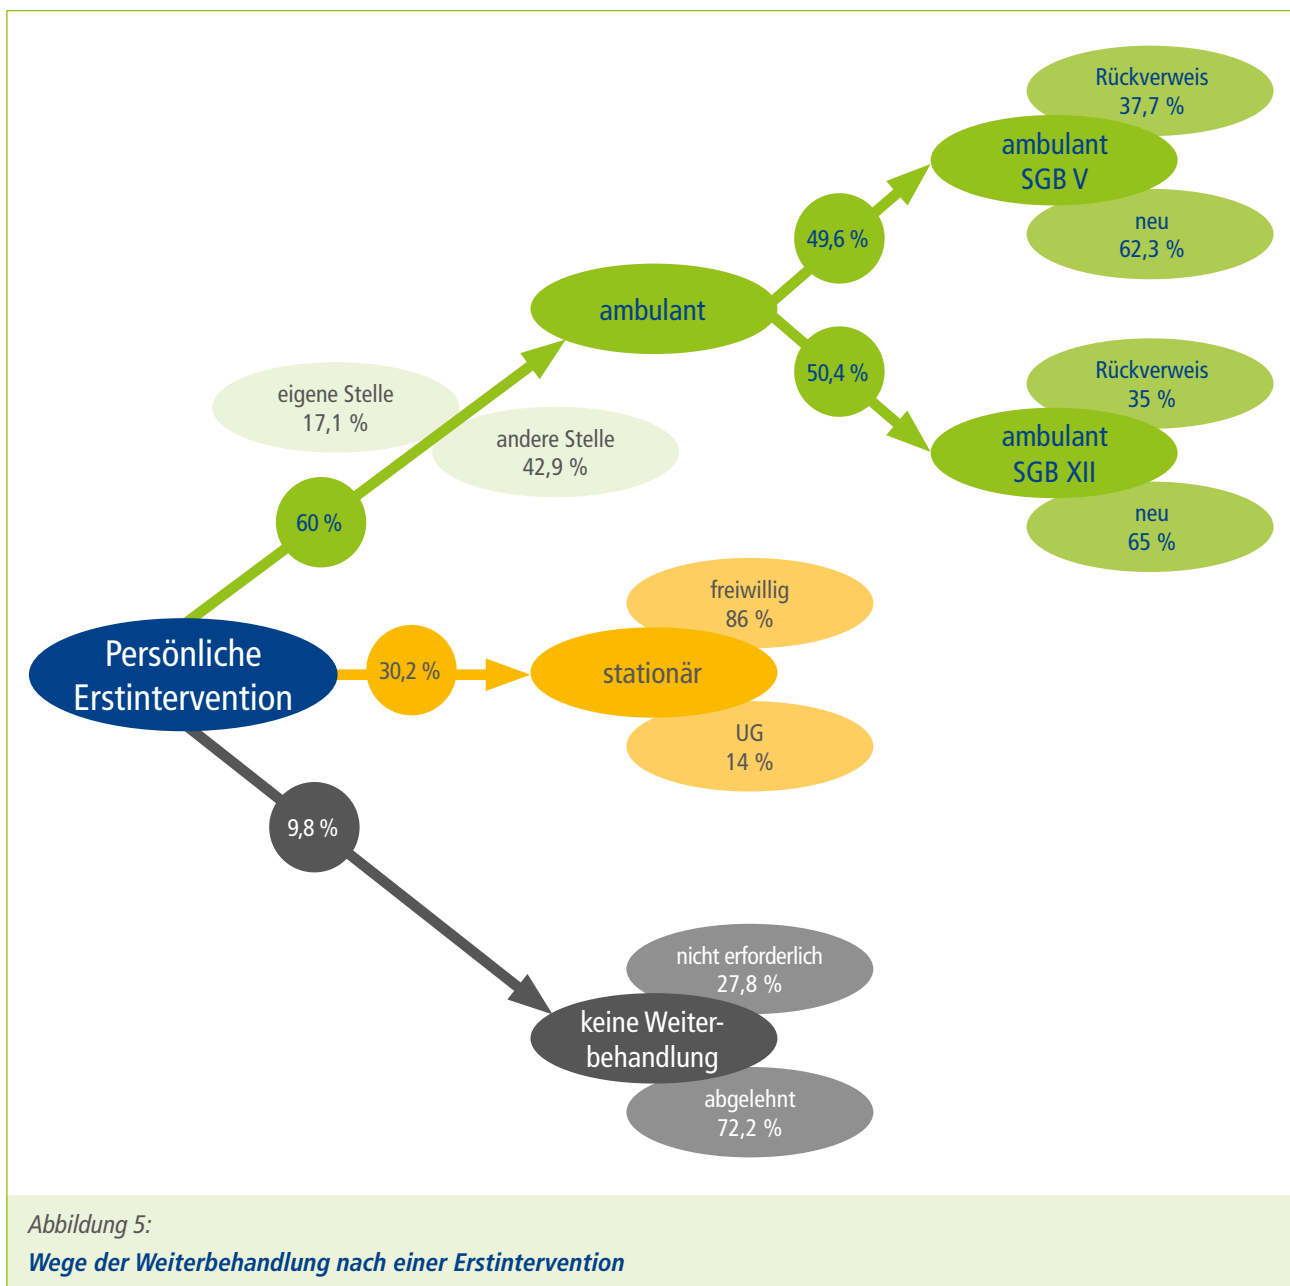 Rückverweis
37,7 %
ambulant
SGB V
neu
62,3 %
49,6 %
ambulant
50,4 %
Rückverweis
35 %
ambulant
SGB XII
neu
65 %
eigene Stelle
17,1 %
andere Stelle
42,9 %
60 %
Persönliche
Erstintervention
30,2 %
freiwillig
86 %
stationär
UG
14 %
9,8 %
nicht erforderlich
27,8 %
keine Weiter-
behandlung
abgelehnt
72,2 %
Abbildung 5:
Wege der Weiterbehandlung nach einer Erstintervention